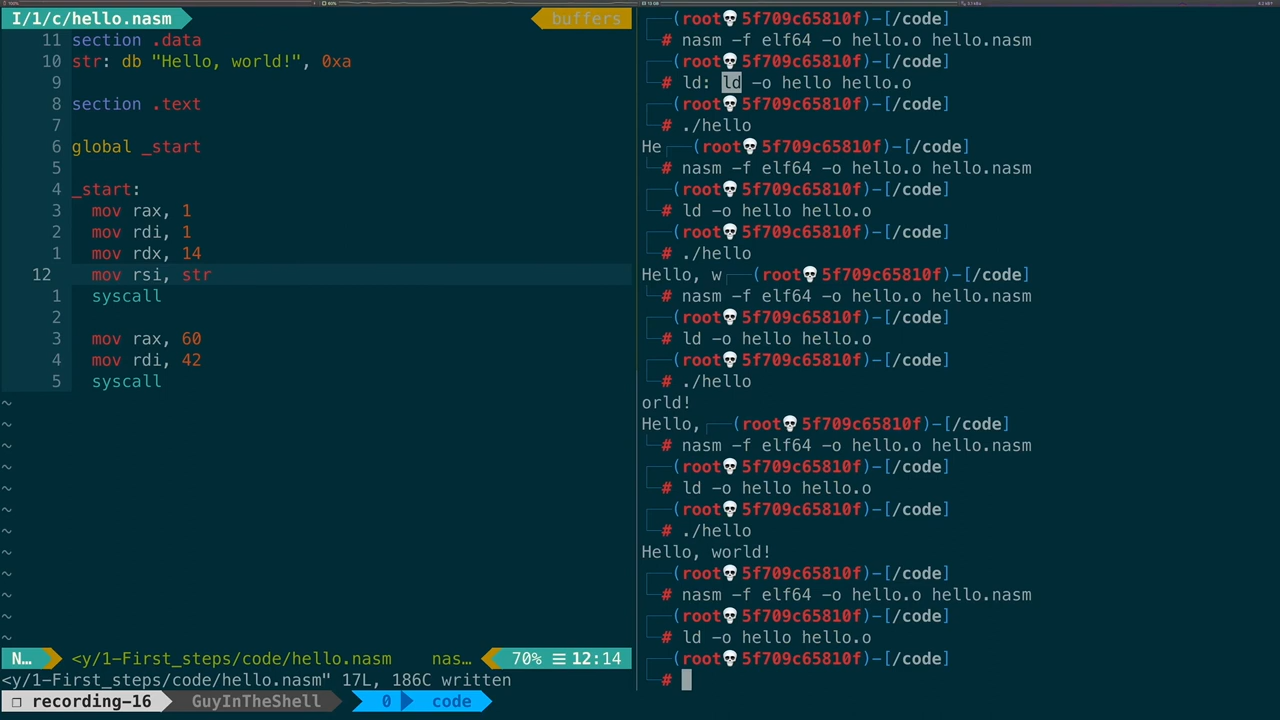 I/1/c/hello.nasm
buffers
11 section .data
10 str: db "Hello, world!", 0xa
9
8 section .text
7
6 global _start
5
4 _start:
3 mov rax, 1
2 mov rdi, 1
1 mov rdx, 14
12 mov rsi, str
1 syscall
2
3 mov rax, 60
4 mov rdi, 42
5 syscall
~
~
~
~
~
~
~
~
~
~
~
~
N… <y/1-First_steps/code/hello.nasm nas… 70% ☰ 12:14
<y/1-First_steps/code/hello.nasm" 17L, 186C written
❐ recording-16 GuyInTheShell 0 code
┌──(root💀5f709c65810f)-[/code]
└─# nasm -f elf64 -o hello.o hello.nasm
┌──(root💀5f709c65810f)-[/code]
└─# ld: ld -o hello hello.o
┌──(root💀5f709c65810f)-[/code]
└─# ./hello
He┌──(root💀5f709c65810f)-[/code]
└─# nasm -f elf64 -o hello.o hello.nasm
┌──(root💀5f709c65810f)-[/code]
└─# ld -o hello hello.o
┌──(root💀5f709c65810f)-[/code]
└─# ./hello
Hello, w┌──(root💀5f709c65810f)-[/code]
└─# nasm -f elf64 -o hello.o hello.nasm
┌──(root💀5f709c65810f)-[/code]
└─# ld -o hello hello.o
┌──(root💀5f709c65810f)-[/code]
└─# ./hello
orld!
Hello,┌──(root💀5f709c65810f)-[/code]
└─# nasm -f elf64 -o hello.o hello.nasm
┌──(root💀5f709c65810f)-[/code]
└─# ld -o hello hello.o
┌──(root💀5f709c65810f)-[/code]
└─# ./hello
Hello, world!
┌──(root💀5f709c65810f)-[/code]
└─# nasm -f elf64 -o hello.o hello.nasm
┌──(root💀5f709c65810f)-[/code]
└─# ld -o hello hello.o
┌──(root💀5f709c65810f)-[/code]
└─#